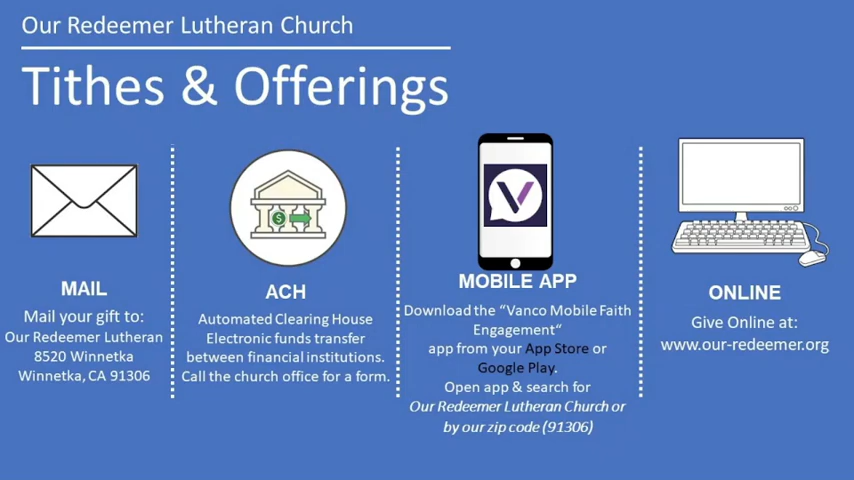 Our Redeemer Lutheran Church
Tithes & Offerings
MAIL
Mail your gift to:
Our Redeemer Lutheran
8520 Winnetka
Winnetka, CA 91306
$
ACH
Automated Clearing House
Electronic funds transfer
between financial institutions.
Call the church office for a form.
V
MOBILE APP
Download the “Vanco Mobile Faith
Engagement“
app from your App Store or
Google Play.
Open app & search for
Our Redeemer Lutheran Church or
by our zip code (91306)
ONLINE
Give Online at:
www.our-redeemer.org